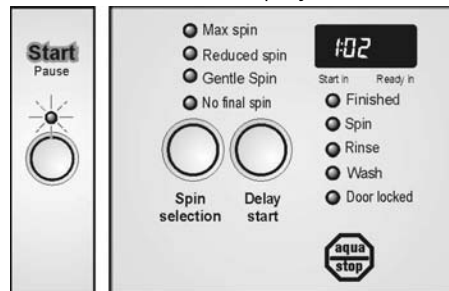 Start
Pause
Max spin
Reduced spin
Gentle Spin
No final spin
Spin
selection
Delay
start
1:02
Start in Ready in
Finished
Spin
Rinse
Wash
Door locked
aqua
stop